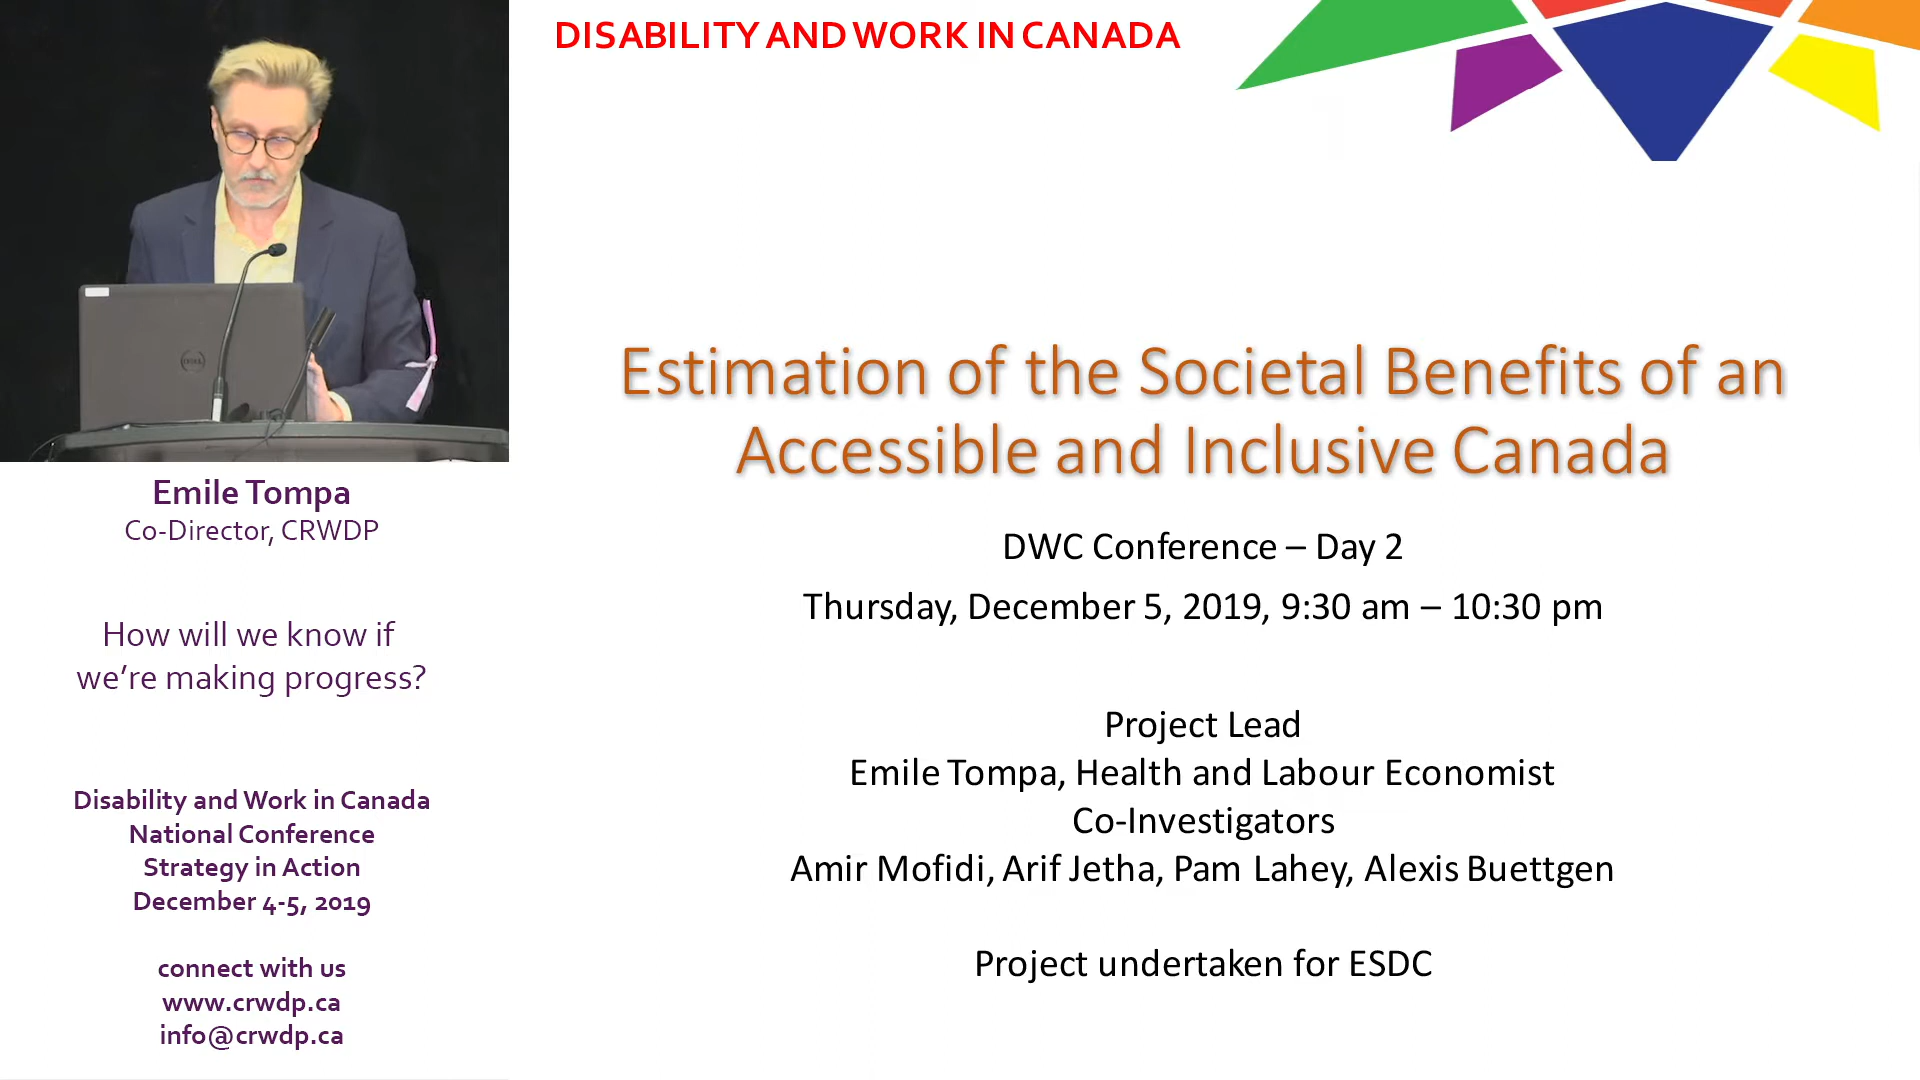 DISABILITY AND WORK IN CANADA
Estimation of the Societal Benefits of an
Accessible and Inclusive Canada
DWC Conference – Day 2
Thursday, December 5, 2019, 9:30 am – 10:30 pm
Project Lead
Emile Tompa, Health and Labour Economist
Co-Investigators
Amir Mofidi, Arif Jetha, Pam Lahey, Alexis Buettgen
Project undertaken for ESDC
Emile Tompa
Co-Director, CRWDP
How will we know if
we’re making progress?
Disability and Work in Canada
National Conference
Strategy in Action
December 4-5, 2019
connect with us
www.crwdp.ca
info@crwdp.ca
DELL